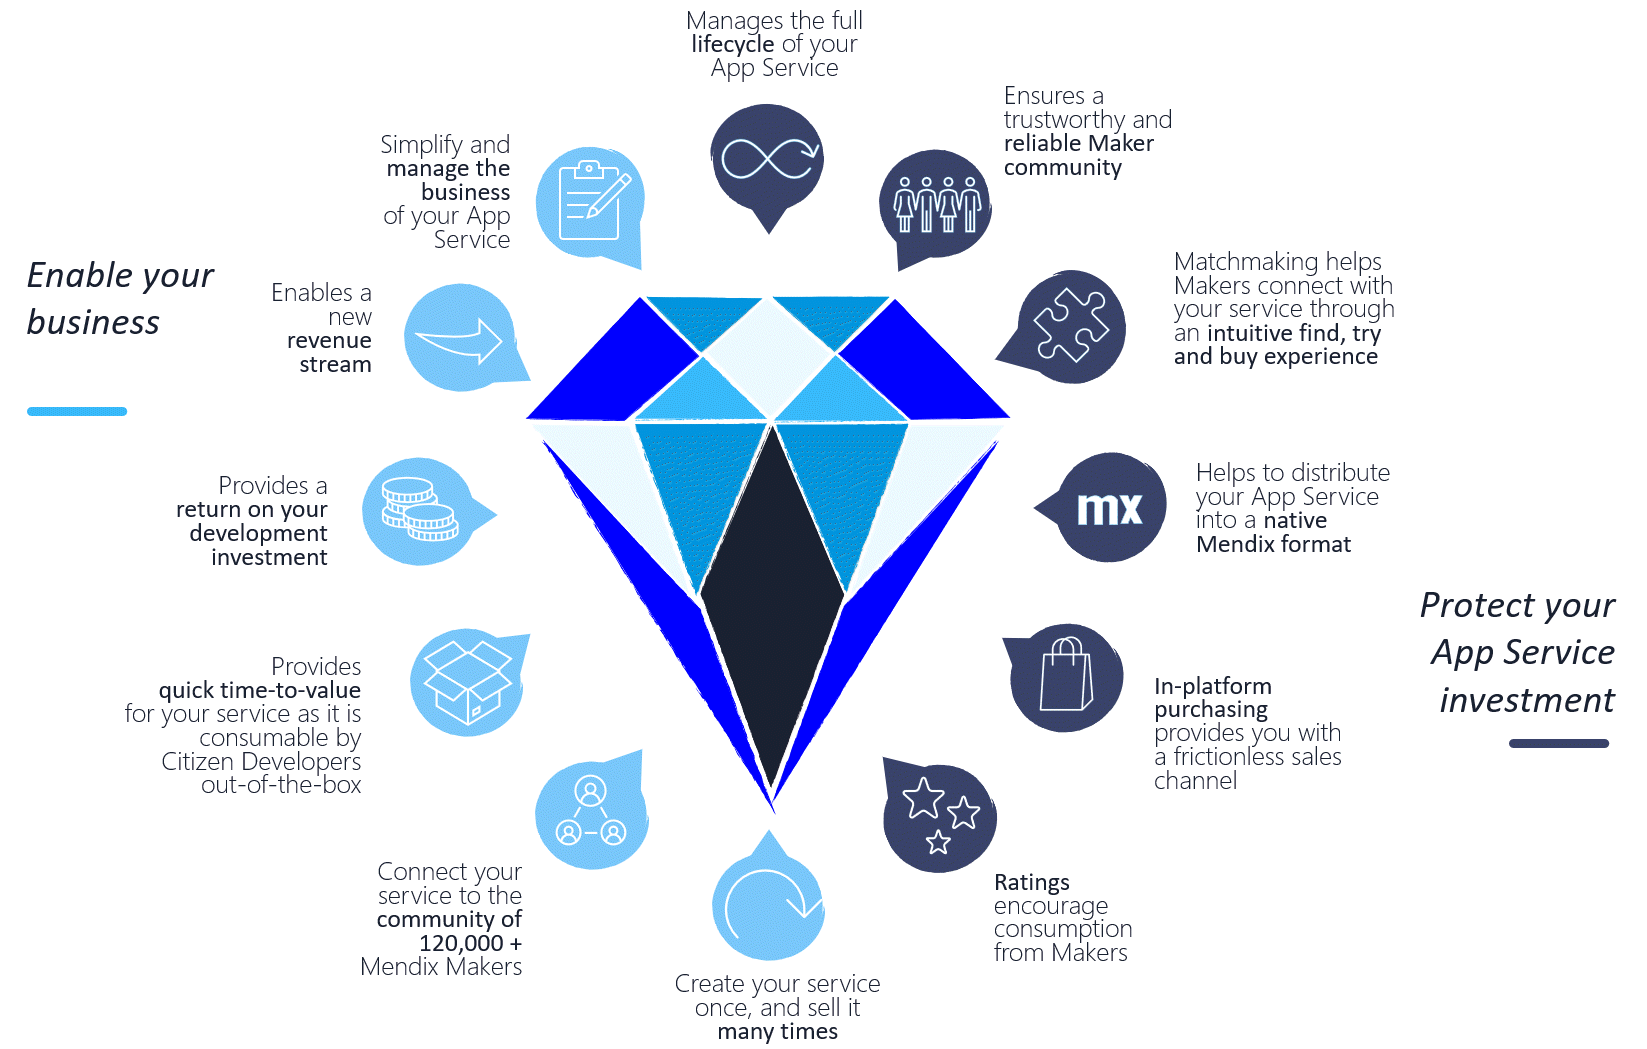 Manages the full
lifecycle of your
App Service
Ensures a
trustworthy and
reliable Maker
community
Simplify and
manage the
business
of your App
Service
Enable your
business
Enables a
new
revenue
stream
Matchmaking helps
Makers connect with
your service through
an intuitive find, try
and buy experience
Provides a
return on your
development
investment
mx
Helps to distribute
your App Service
into a native
Mendix format
Protect your
App Service
investment
Provides
quick time-to-value
for your service as it is
consumable by
Citizen Developers
out-of-the-box
In-platform
purchasing
provides you with
a frictionless sales
channel
Connect your
service to the
community of
120,000 +
Mendix Makers
Ratings
encourage
consumption
from Makers
Create your service
once, and sell it
many times